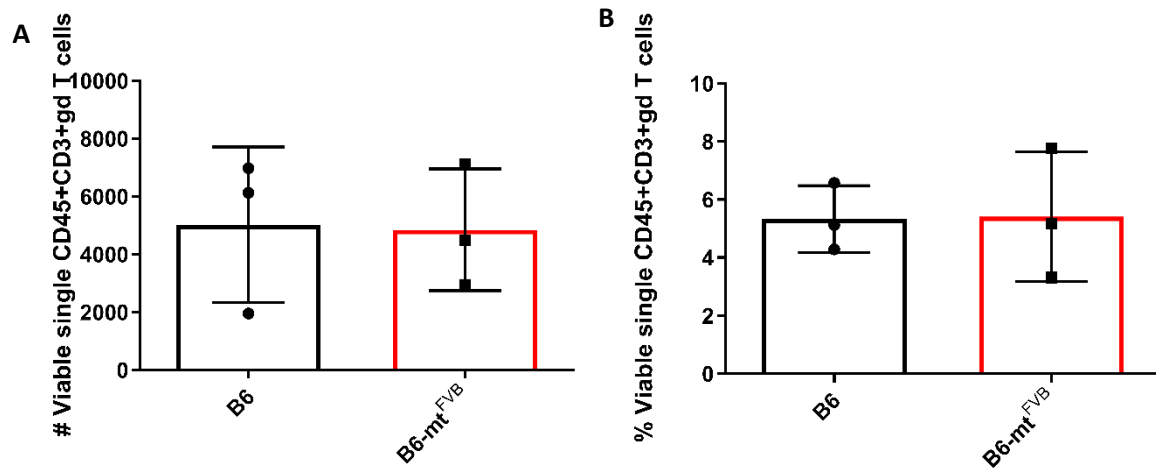 A
# Viable single CD45+CD3+gd T cells
10000
8000
6000
4000
2000
0
B6
B6-mtFVB
B
% Viable single CD45+CD3+gd T cells
10
8
6
4
2
0
B6
B6-mtFVB